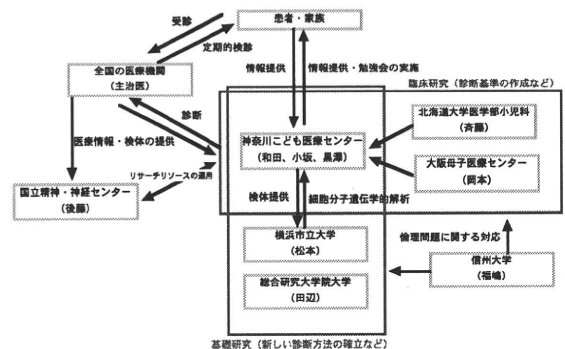 受診
患者・家族
定期的検診
全国の医療機関
（主治医）
情報提供
情報提供・勉強会の実施
臨床研究（診断基準の作成など）
診断
北海道大学医学部小児科
（斉藤）
医療情報・検体の提供
神奈川こども医療センター
（和田、小坂、黒澤）
大阪母子医療センター
（岡本）
リサーチリソースの運用
国立精神・神経センター
（後藤）
検体提供
細胞分子遺伝学的解析
横浜市立大学
（松本）
倫理問題に関する対応
信州大学
（福嶋）
総合研究大学院大学
（田辺）
基礎研究（新しい診断方法の確立など）